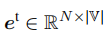 e^t ∈ ℝ^{N×|𝕍|}